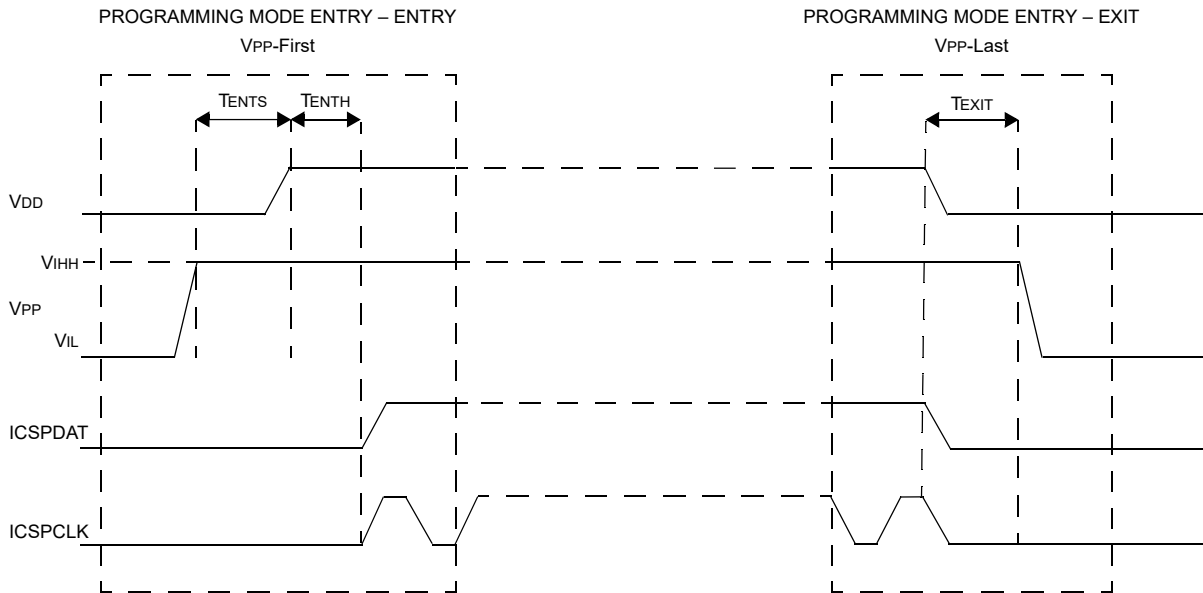 PROGRAMMING MODE ENTRY – ENTRY
VPP-First
PROGRAMMING MODE ENTRY – EXIT
VPP-Last
TENTS
TENTH
TEXIT
VDD
VIHH
VPP
VIL
ICSPDAT
ICSPCLK